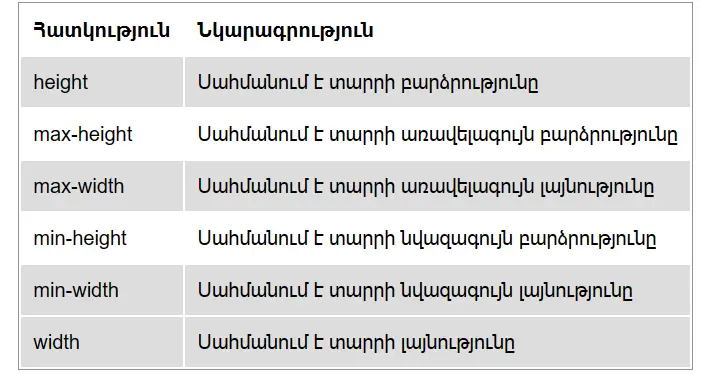 Հատկություն Նկարագրություն
height Սահմանում է տարրի բարձրությունը
max-height Սահմանում է տարրի առավելագույն բարձրությունը
max-width Սահմանում է տարրի առավելագույն լայնությունը
min-height Սահմանում է տարրի նվազագույն բարձրությունը
min-width Սահմանում է տարրի նվազագույն լայնությունը
width Սահմանում է տարրի լայնությունը